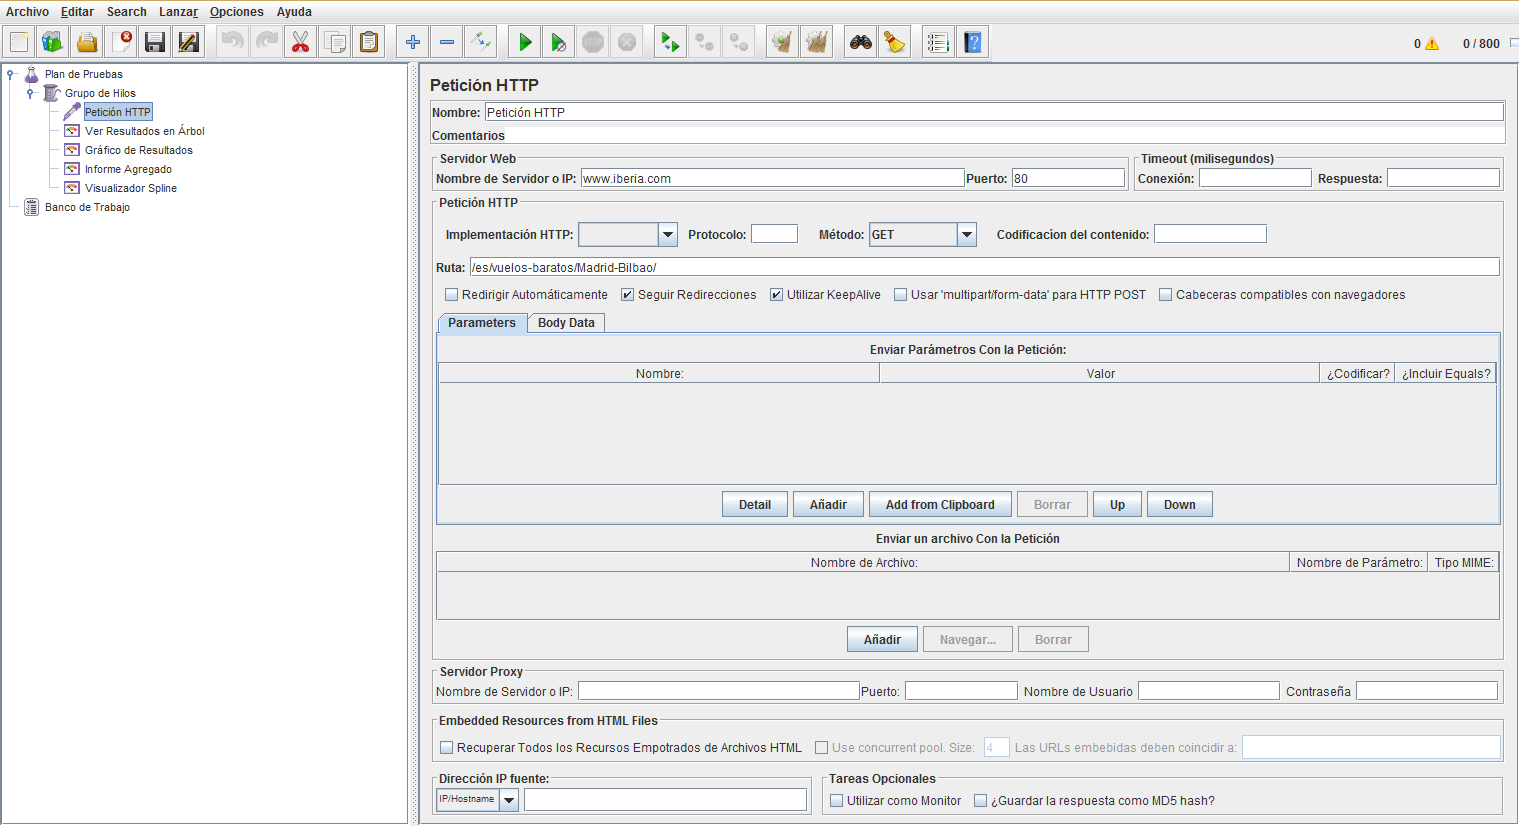 Archivo Editar Search Lanzar Opciones Ayuda
STOP
0 0 / 800
Plan de Pruebas
Grupo de Hilos
Petición HTTP
Ver Resultados en Árbol
Gráfico de Resultados
Informe Agregado
Visualizador Spline
Banco de Trabajo
Petición HTTP
Nombre: Petición HTTP
Comentarios
Servidor Web
Nombre de Servidor o IP: www.iberia.com Puerto: 80
Timeout (milisegundos)
Conexión: Respuesta:
Petición HTTP
Implementación HTTP: Protocolo: Método: GET Codificacíon del contenido:
Ruta: /es/vuelos-baratos/Madrid-Bilbao/
Redirigir Automáticamente Seguir Redirecciones Utilizar KeepAlive Usar 'multipart/form-data' para HTTP POST Cabeceras compatibles con navegadores
Parameters Body Data
Enviar Parámetros Con la Petición:
Nombre: Valor ¿Codificar? ¿Incluir Equals?
Detail Añadir Add from Clipboard Borrar Up Down
Enviar un archivo Con la Petición
Nombre de Archivo: Nombre de Parámetro: Tipo MIME:
Añadir Navegar... Borrar
Servidor Proxy
Nombre de Servidor o IP: Puerto: Nombre de Usuario Contraseña
Embedded Resources from HTML Files
Recuperar Todos los Recursos Empotrados de Archivos HTML Use concurrent pool. Size: 4 Las URLs embebidas deben coincidir a:
Dirección IP fuente:
IP/Hostname
Tareas Opcionales
Utilizar como Monitor ¿Guardar la respuesta como MD5 hash?